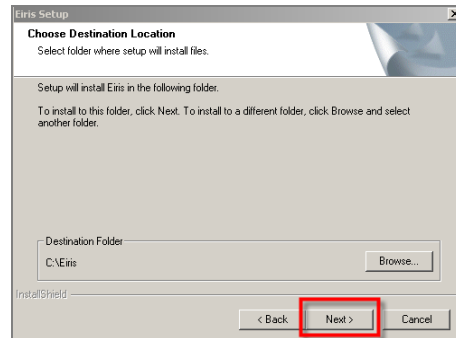 Eiris Setup
Choose Destination Location
Select folder where setup will install files.
Setup will install Eiris in the following folder.
To install to this folder, click Next. To install to a different folder, click Browse and select
another folder.
Destination Folder
C:\Eiris
Browse...
InstallShield
< Back
Next >
Cancel